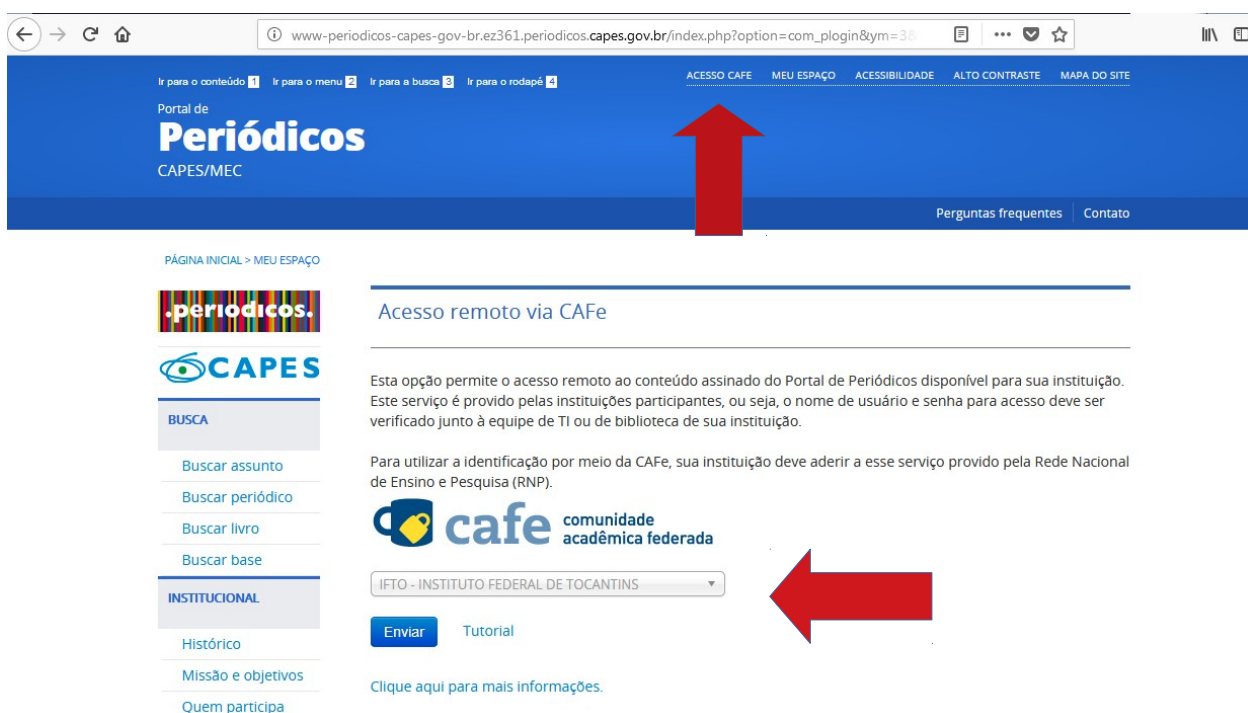 www-periodicos-capes-gov-br.ez361.periodicos.capes.gov.br/index.php?option=com_plogin&ym=38
Ir para o conteúdo 1 Ir para o menu 2 Ir para a busca 3 Ir para o rodapé 4
ACESSO CAFE MEU ESPAÇO ACESSIBILIDADE ALTO CONTRASTE MAPA DO SITE
Portal de
Periódicos
CAPES/MEC
Perguntas frequentes Contato
PÁGINA INICIAL > MEU ESPAÇO
.periodicos.
CAPES
BUSCA
Buscar assunto
Buscar periódico
Buscar livro
Buscar base
INSTITUCIONAL
Histórico
Missão e objetivos
Quem participa
Acesso remoto via CAFe
Esta opção permite o acesso remoto ao conteúdo assinado do Portal de Periódicos disponível para sua instituição.
Este serviço é provido pelas instituições participantes, ou seja, o nome de usuário e senha para acesso deve ser
verificado junto à equipe de TI ou de biblioteca de sua instituição.
Para utilizar a identificação por meio da CAFe, sua instituição deve aderir a esse serviço provido pela Rede Nacional
de Ensino e Pesquisa (RNP).
cafe comunidade
acadêmica federada
IFTO - INSTITUTO FEDERAL DE TOCANTINS
Enviar Tutorial
Clique aqui para mais informações.